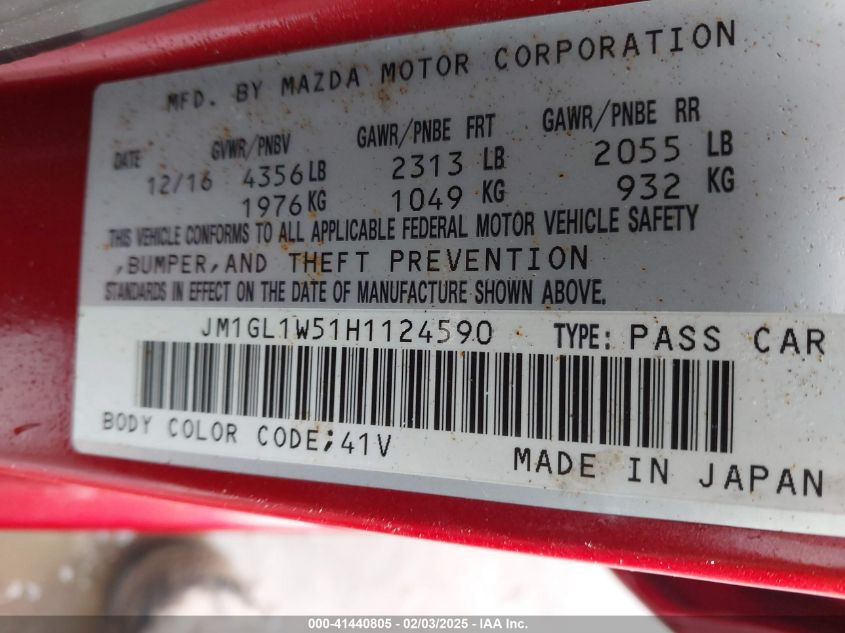 MFD. BY MAZDA MOTOR CORPORATION
DATE GVWR/PNBV GAWR/PNBE FRT GAWR/PNBE RR
12/16 4356 LB 2313 LB 2055 LB
1976 KG 1049 KG 932 KG
THIS VEHICLE CONFORMS TO ALL APPLICABLE FEDERAL MOTOR VEHICLE SAFETY
,BUMPER,AND THEFT PREVENTION
STANDARDS IN EFFECT ON THE DATE OF MANUFACTURE SHOWN ABOVE.
JM1GL1W51H1124590 TYPE: PASS CAR
BODY COLOR CODE;41V
MADE IN JAPAN
000-41440805 - 02/03/2025 - IAA Inc.